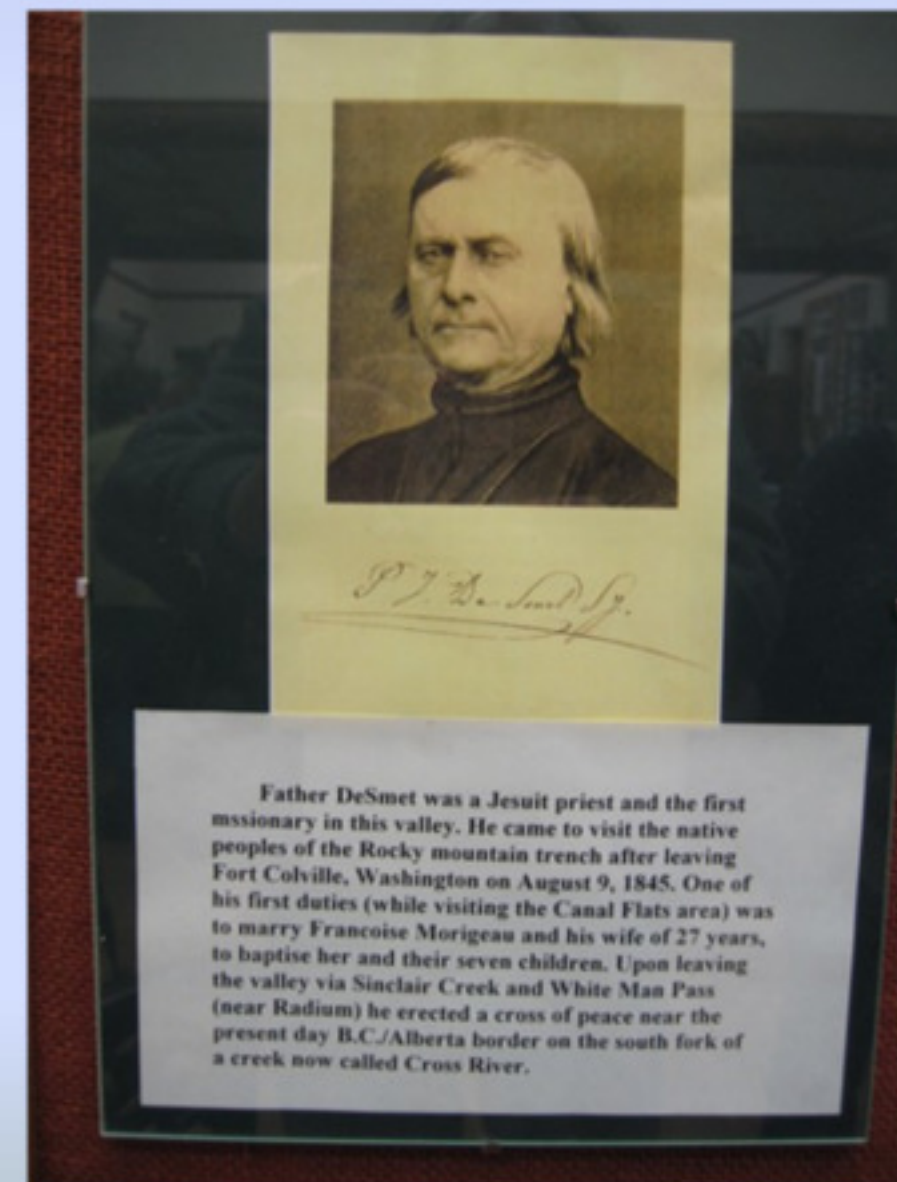 P. J. De Smet S.J.
Father DeSmet was a Jesuit priest and the first
mssionary in this valley. He came to visit the native
peoples of the Rocky mountain trench after leaving
Fort Colville, Washington on August 9, 1845. One of
his first duties (while visiting the Canal Flats area) was
to marry Francoise Morigeau and his wife of 27 years,
to baptise her and their seven children. Upon leaving
the valley via Sinclair Creek and White Man Pass
(near Radium) he erected a cross of peace near the
present day B.C./Alberta border on the south fork of
a creek now called Cross River.